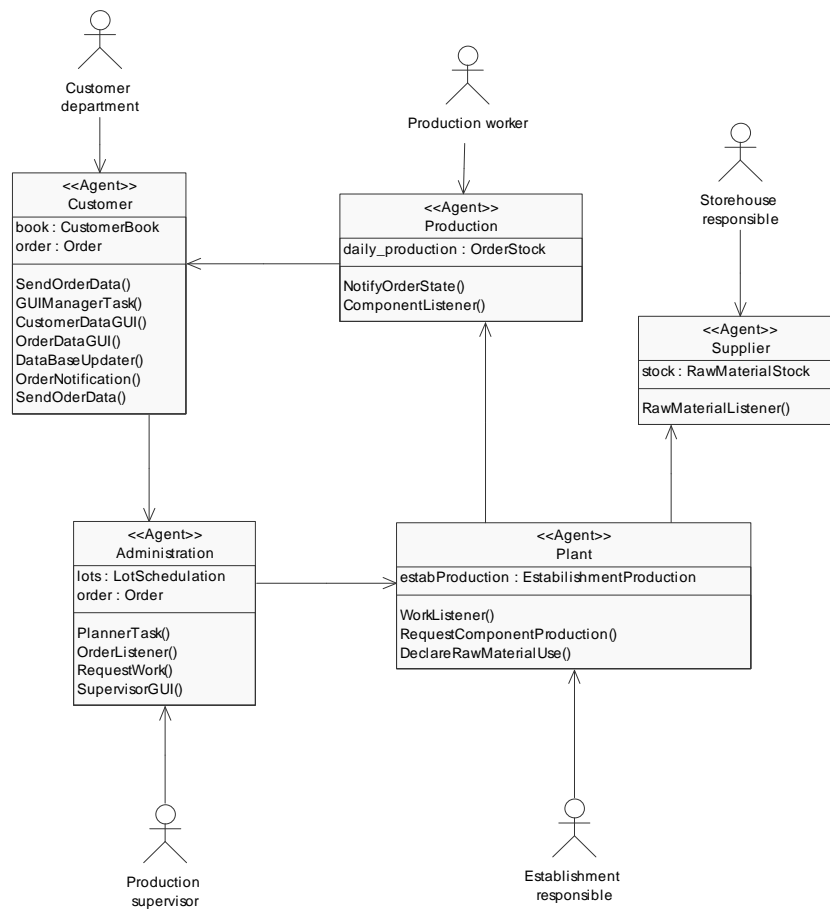 Customer
department
Production worker
Storehouse
responsible
<<Agent>>
Customer
book : CustomerBook
order : Order
SendOrderData()
GUIManagerTask()
CustomerDataGUI()
OrderDataGUI()
DataBaseUpdater()
OrderNotification()
SendOderData()
<<Agent>>
Production
daily_production : OrderStock
NotifyOrderState()
ComponentListener()
<<Agent>>
Supplier
stock : RawMaterialStock
RawMaterialListener()
<<Agent>>
Administration
lots : LotSchedulation
order : Order
PlannerTask()
OrderListener()
RequestWork()
SupervisorGUI()
<<Agent>>
Plant
estabProduction : EstabilishmentProduction
WorkListener()
RequestComponentProduction()
DeclareRawMaterialUse()
Production
supervisor
Establishment
responsible